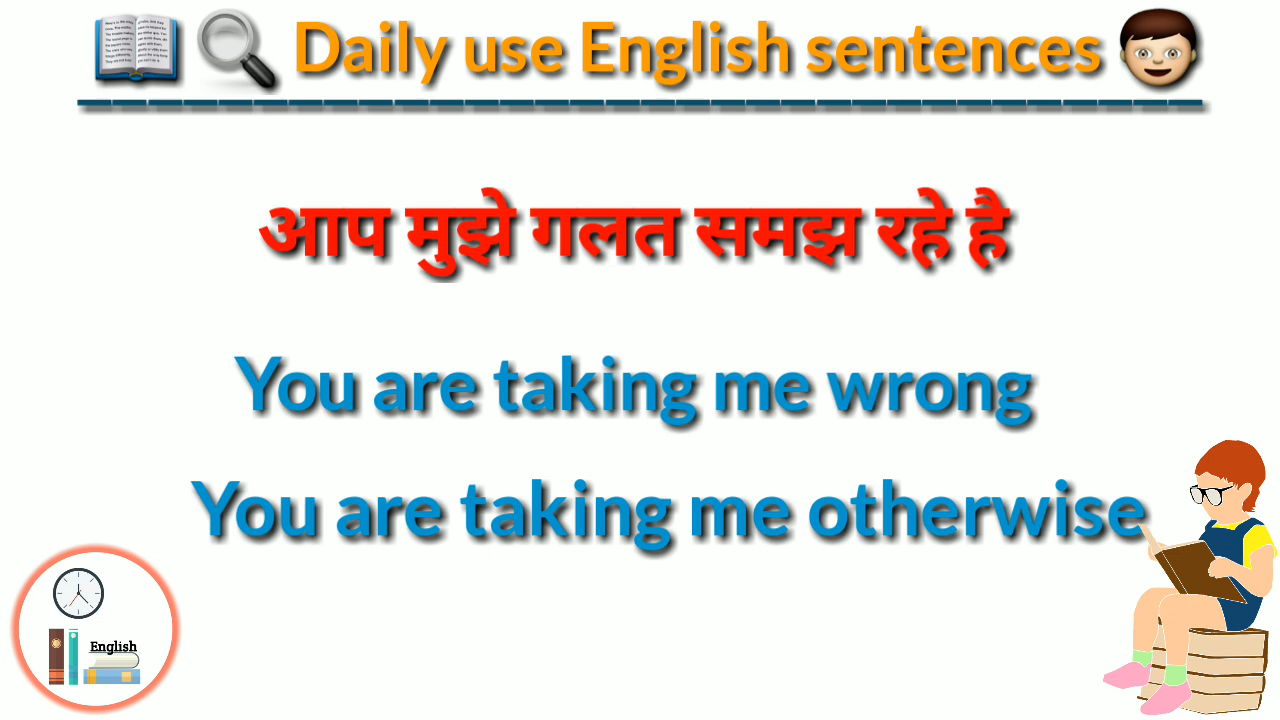 Daily use English sentences
आप मुझे गलत समझ रहे है
You are taking me wrong
You are taking me otherwise
English